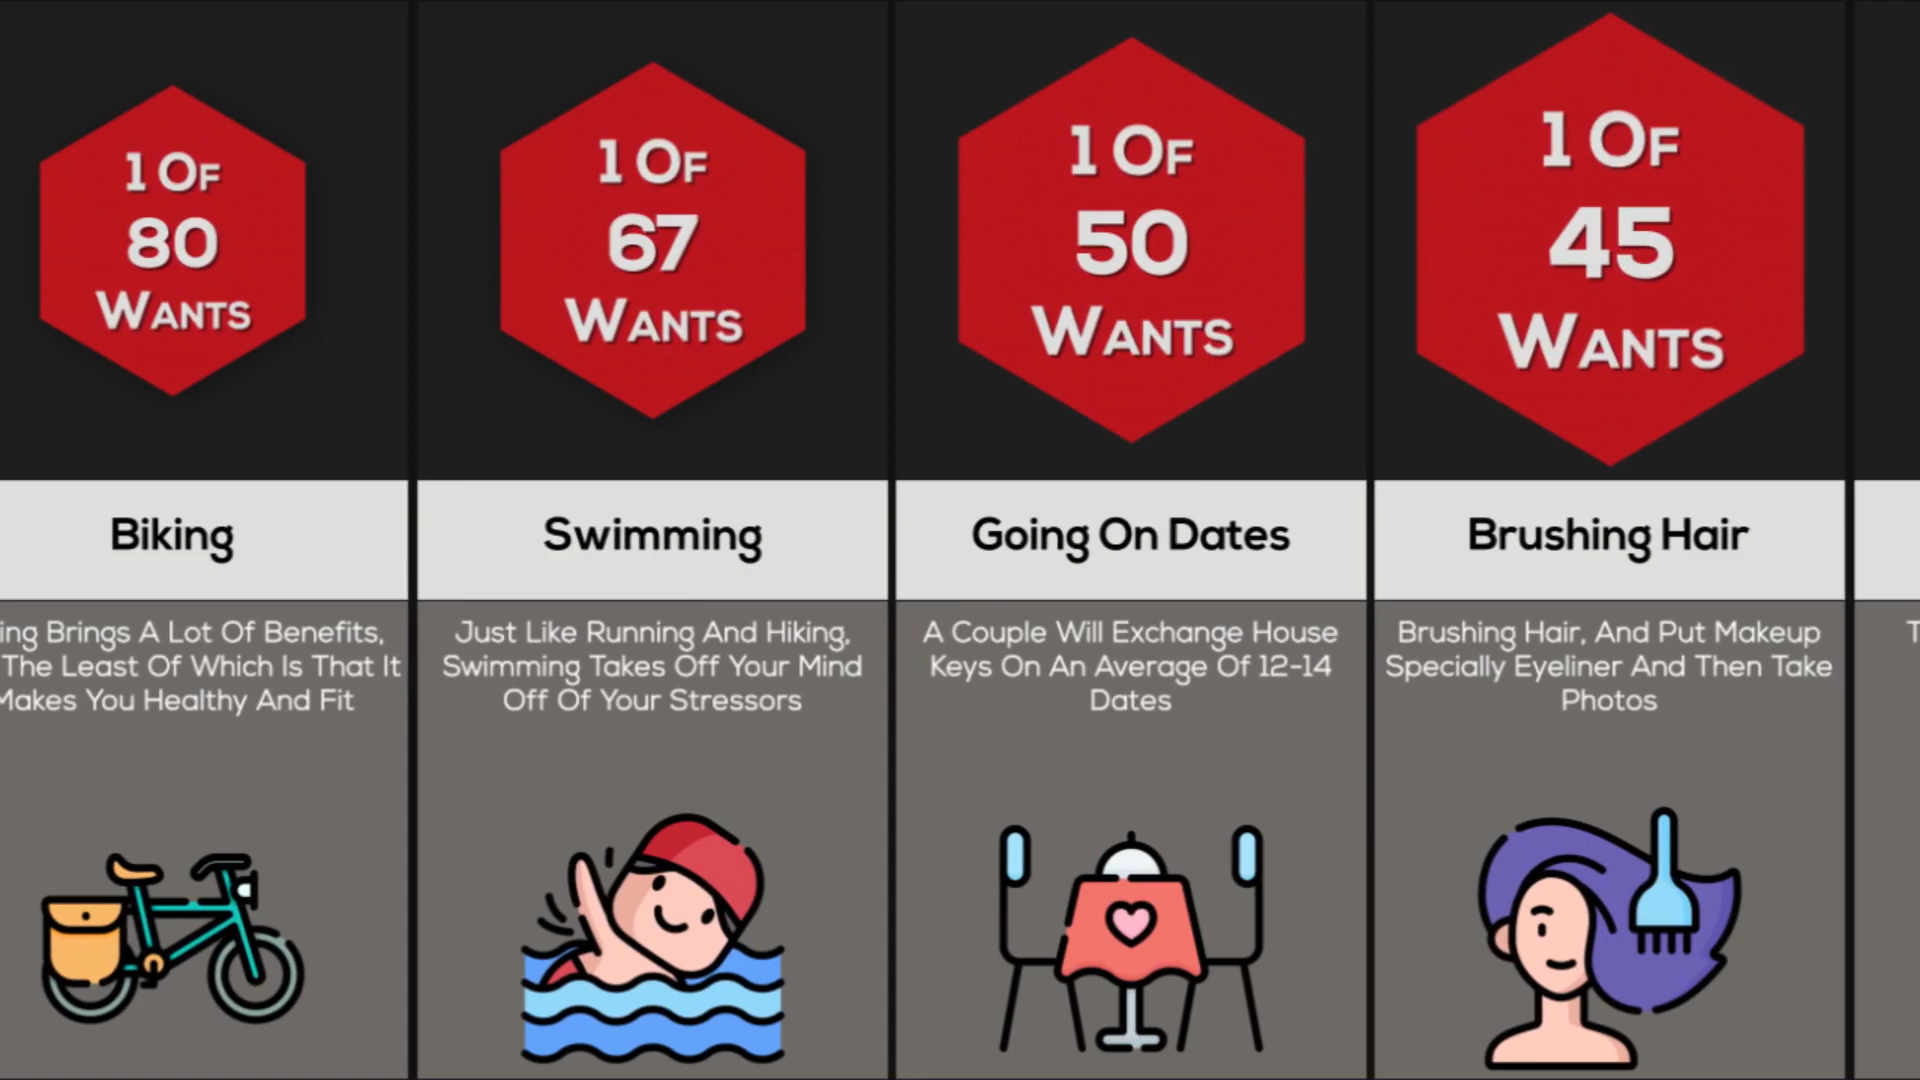 1 Of
80
Wants
Biking
ing Brings A Lot Of Benefits,
The Least Of Which Is That It
Makes You Healthy And Fit
1 Of
67
Wants
Swimming
Just Like Running And Hiking,
Swimming Takes Off Your Mind
Off Of Your Stressors
1 Of
50
Wants
Going On Dates
A Couple Will Exchange House
Keys On An Average Of 12-14
Dates
1 Of
45
Wants
Brushing Hair
Brushing Hair, And Put Makeup
Specially Eyeliner And Then Take
Photos
T